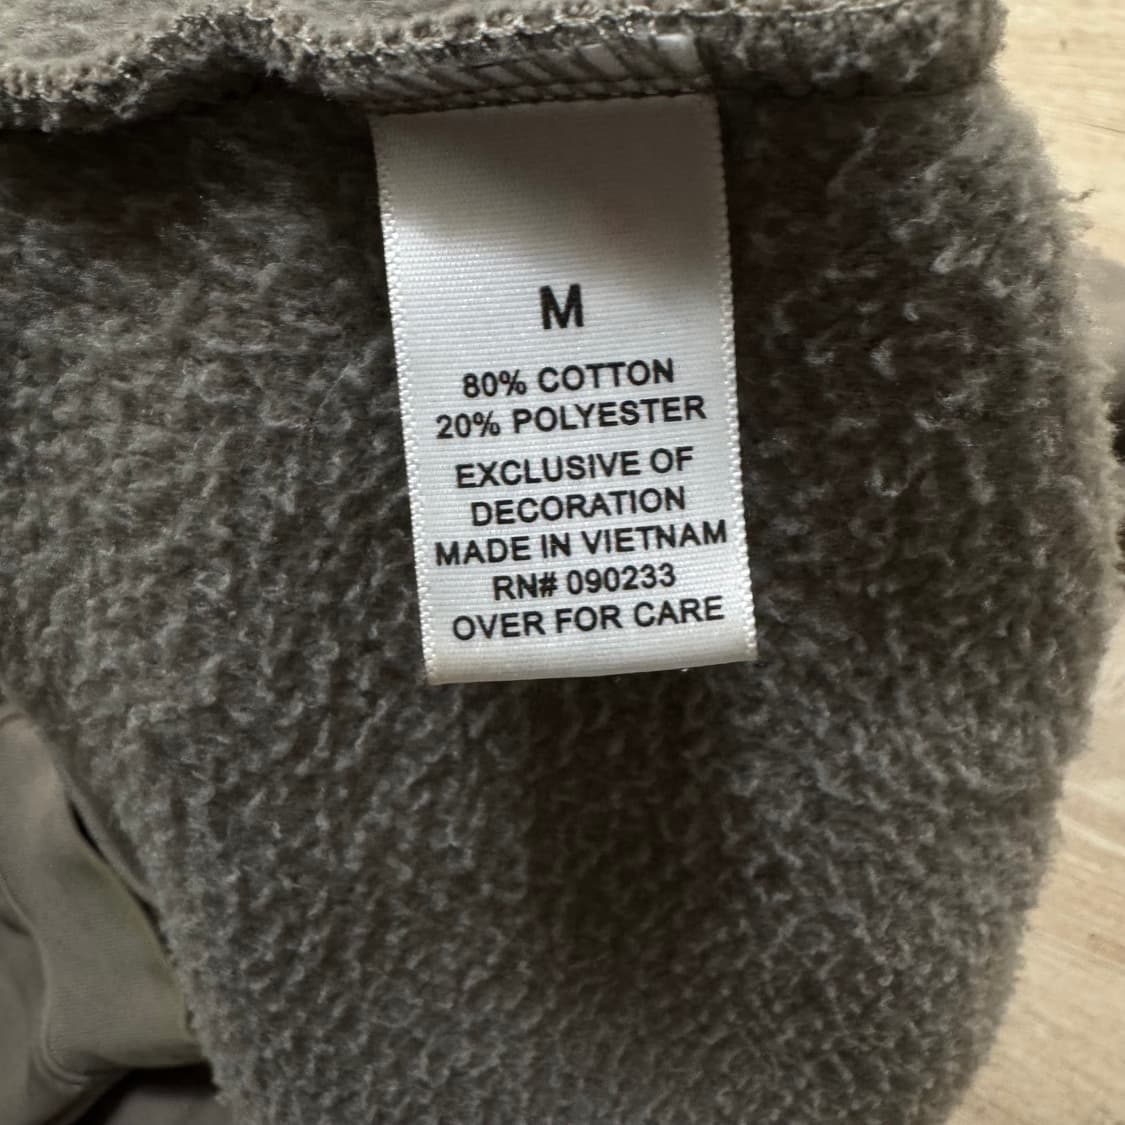 M
80% COTTON
20% POLYESTER
EXCLUSIVE OF
DECORATION
MADE IN VIETNAM
RN# 090233
OVER FOR CARE